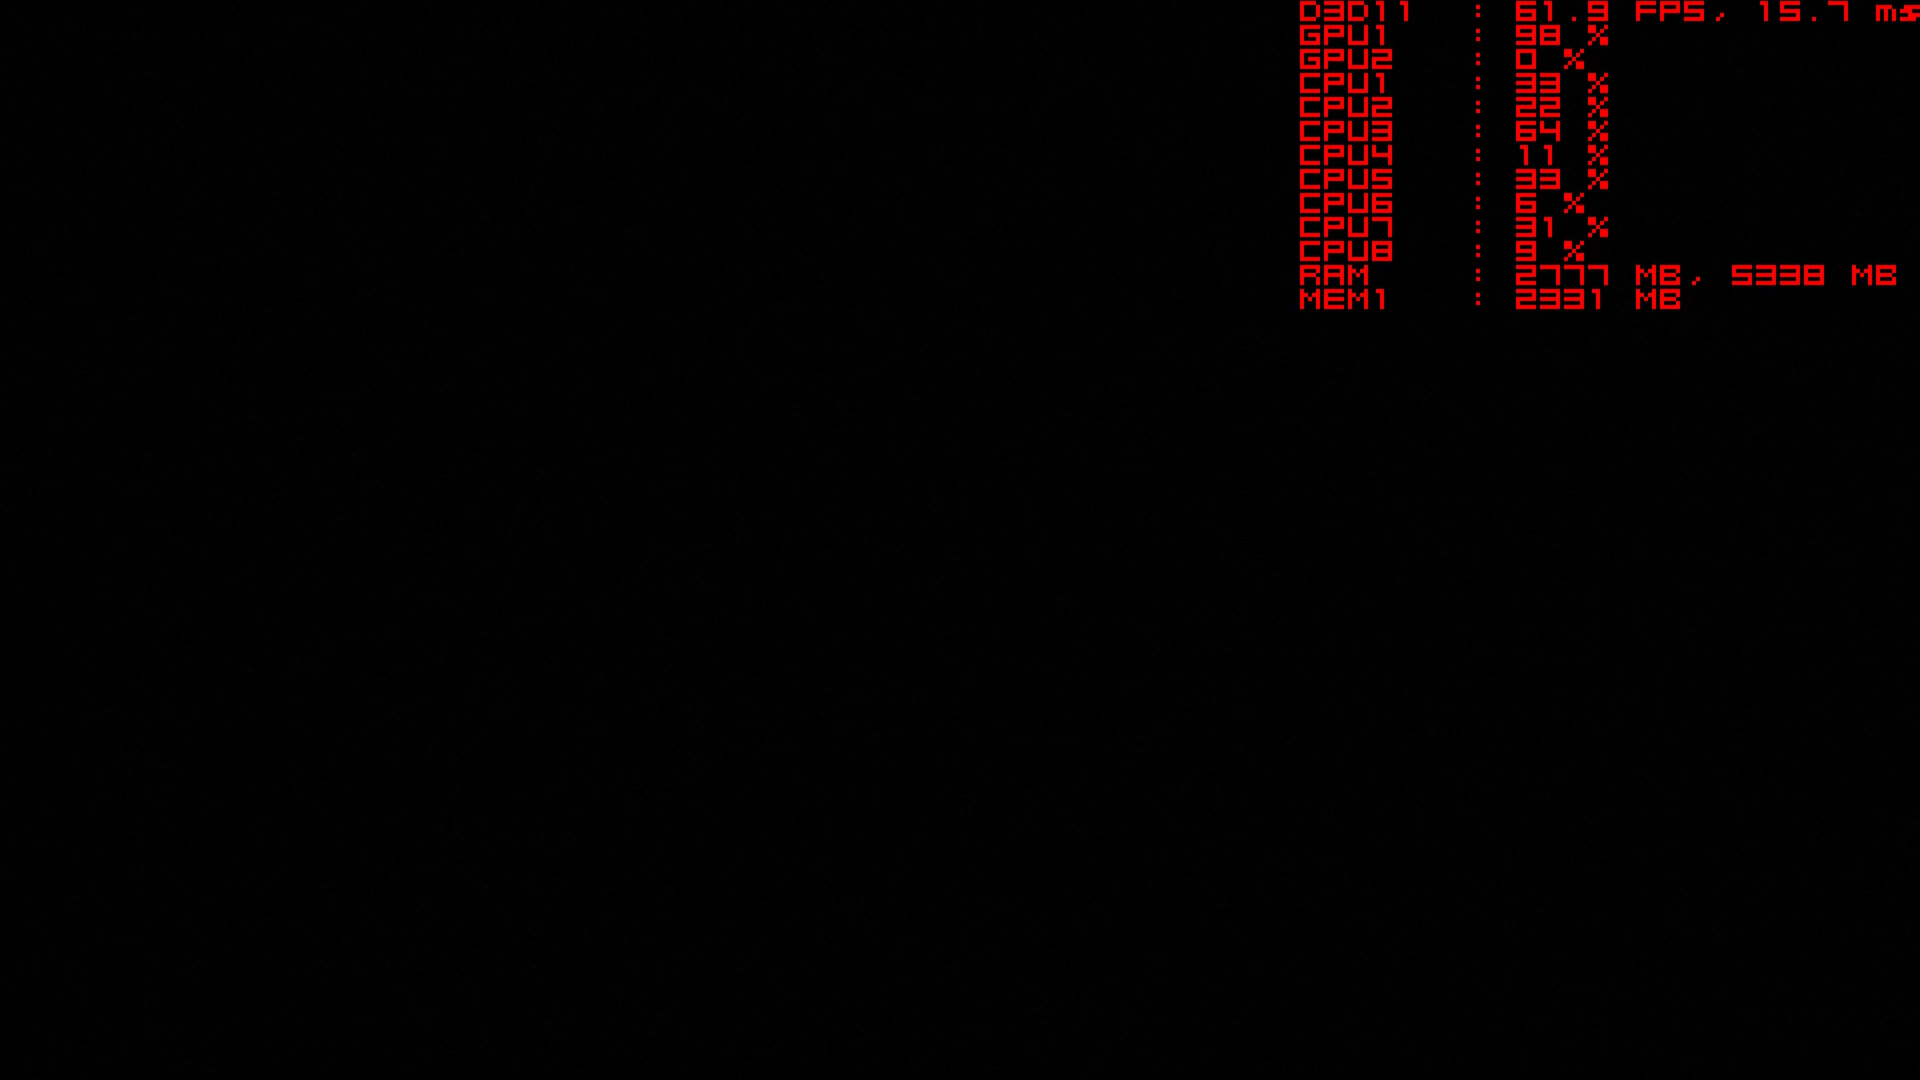 D3D11 : 61.9 FPS, 15.7 ms
GPU1 : 98 %
GPU2 : 0 %
CPU1 : 33 %
CPU2 : 22 %
CPU3 : 64 %
CPU4 : 11 %
CPU5 : 33 %
CPU6 : 6 %
CPU7 : 31 %
CPU8 : 9 %
RAM : 2777 MB, 5338 MB
MEM1 : 2331 MB